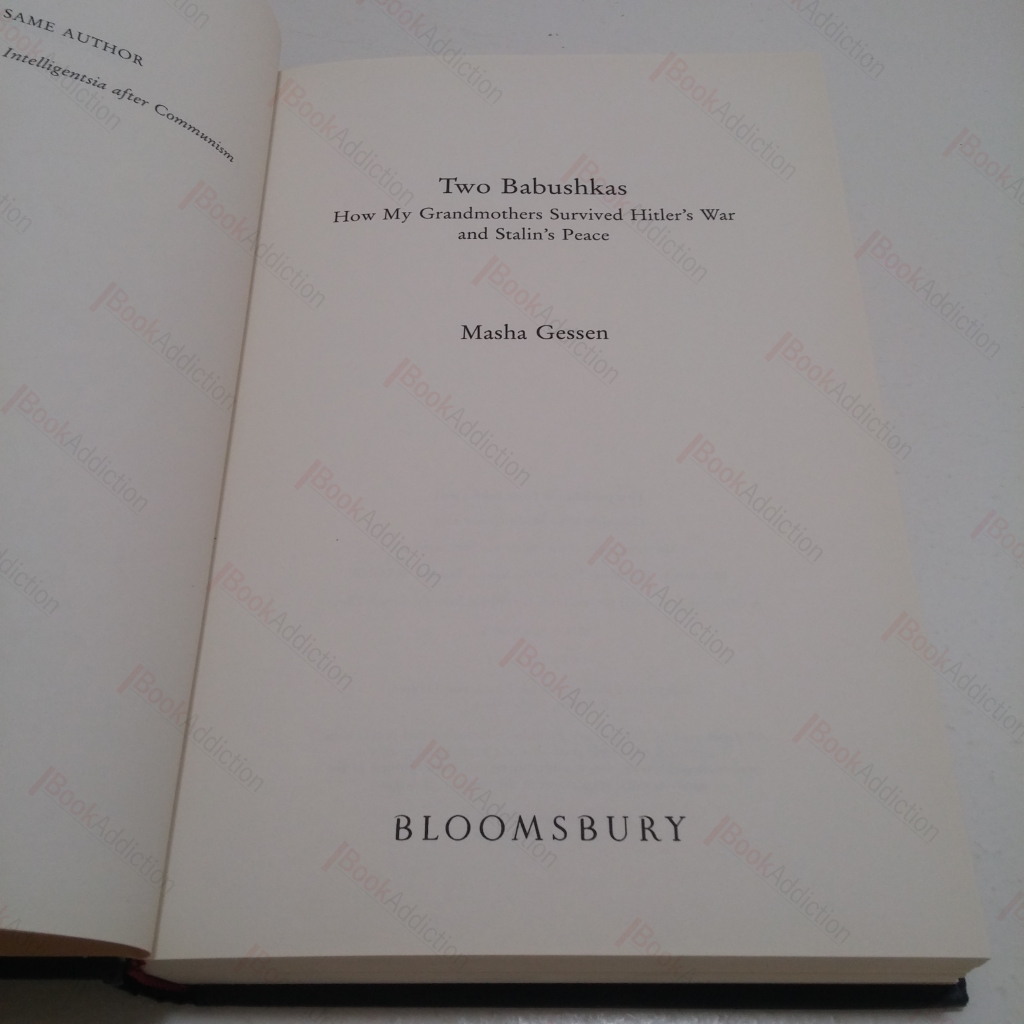 SAME AUTHOR
Intelligentsia after Communism
Two Babushkas
How My Grandmothers Survived Hitler's War
and Stalin's Peace
Masha Gessen
BLOOMSBURY
BookAddiction